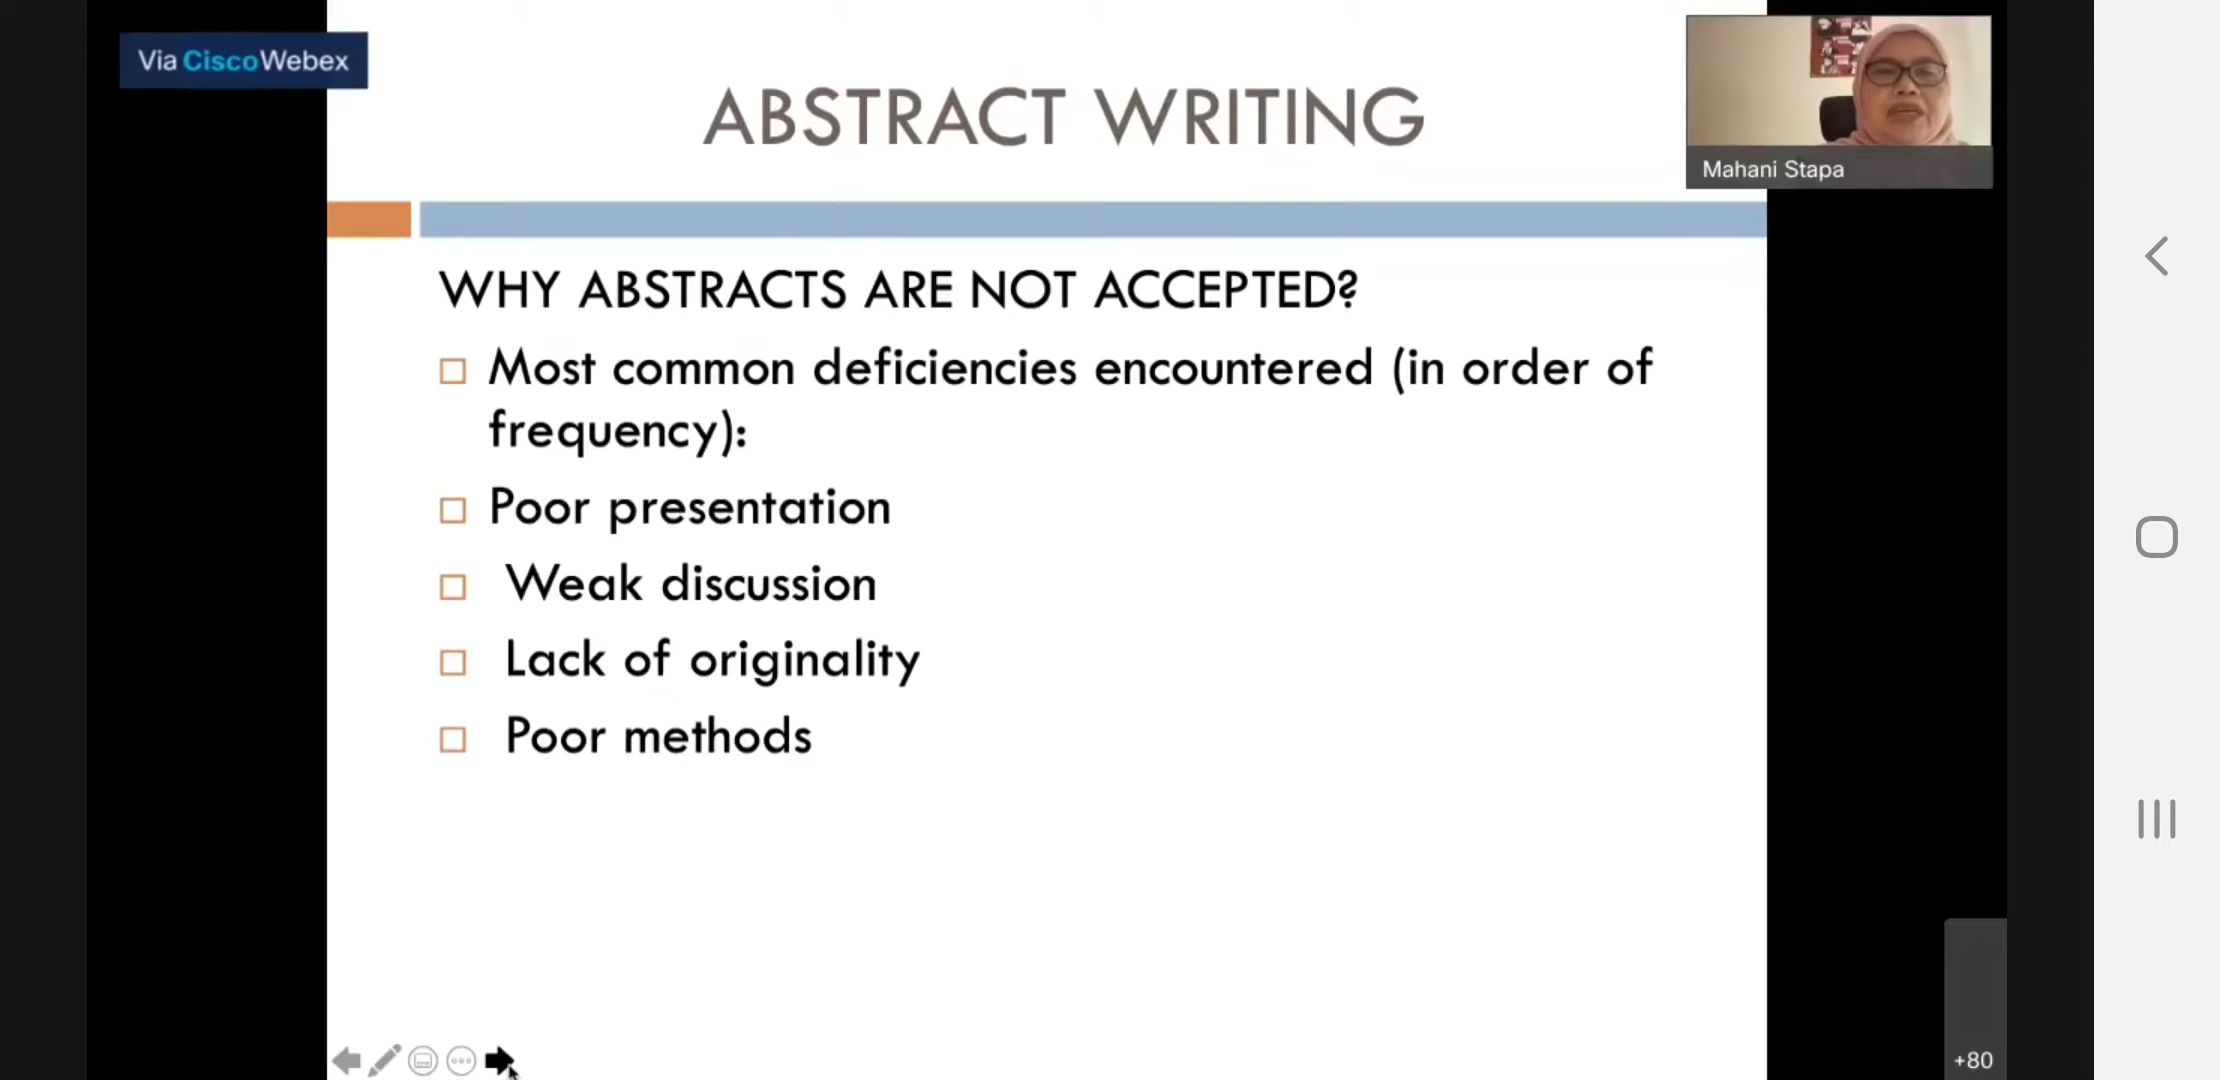 Via CiscoWebex
ABSTRACT WRITING
Mahani Stapa
WHY ABSTRACTS ARE NOT ACCEPTED?
Most common deficiencies encountered (in order of
frequency):
Poor presentation
Weak discussion
Lack of originality
Poor methods
+80